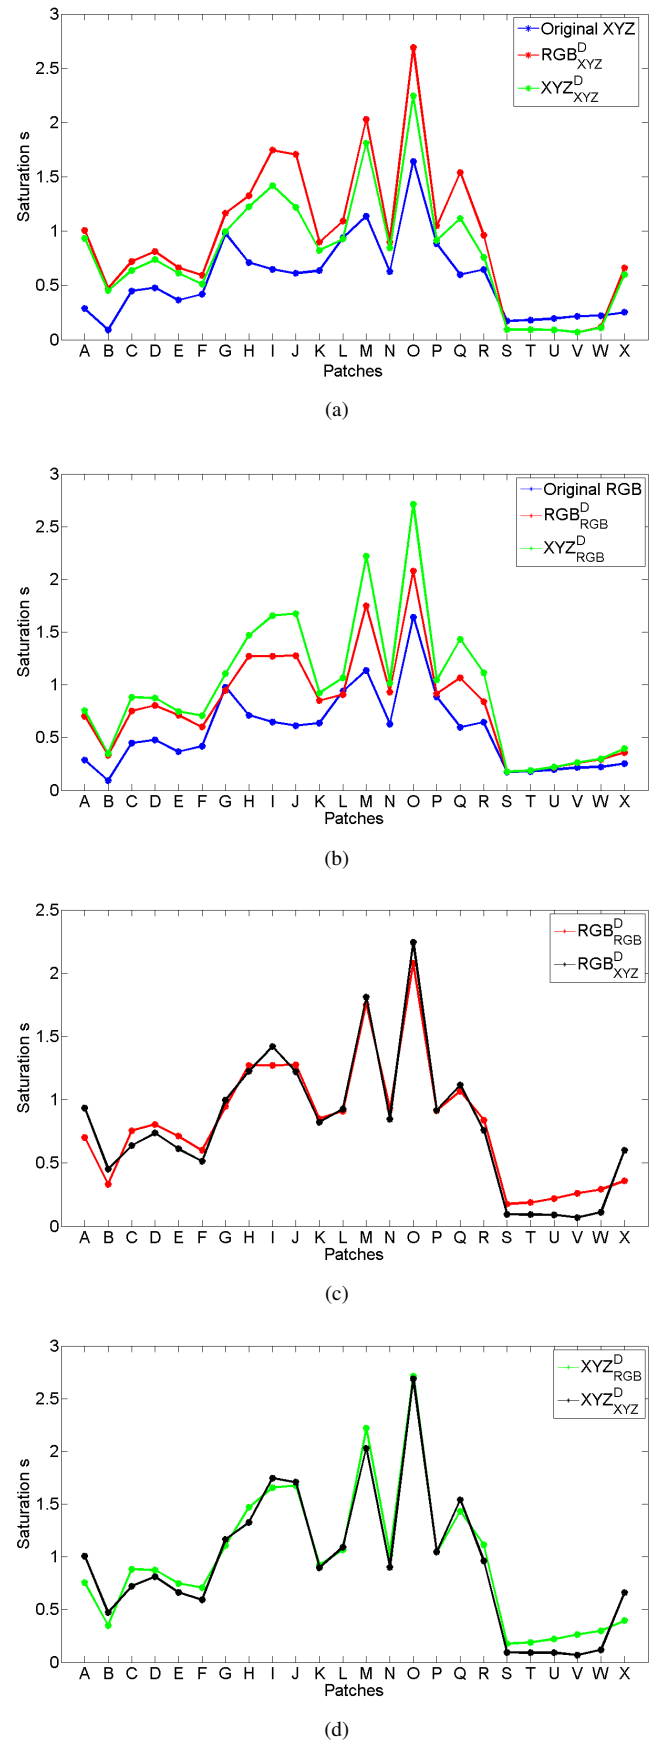 3
2.5
2
1.5
1
0.5
0
Saturation s
Original XYZ
RGB^D_XYZ
XYZ^D_XYZ
A B C D E F G H I J K L M N O P Q R S T U V W X
Patches
(a)
3
2.5
2
1.5
1
0.5
0
Saturation s
Original RGB
RGB^D_RGB
XYZ^D_RGB
A B C D E F G H I J K L M N O P Q R S T U V W X
Patches
(b)
2.5
2
1.5
1
0.5
0
Saturation s
RGB^D_RGB
RGB^D_XYZ
A B C D E F G H I J K L M N O P Q R S T U V W X
Patches
(c)
3
2.5
2
1.5
1
0.5
0
Saturation s
XYZ^D_RGB
XYZ^D_XYZ
A B C D E F G H I J K L M N O P Q R S T U V W X
Patches
(d)